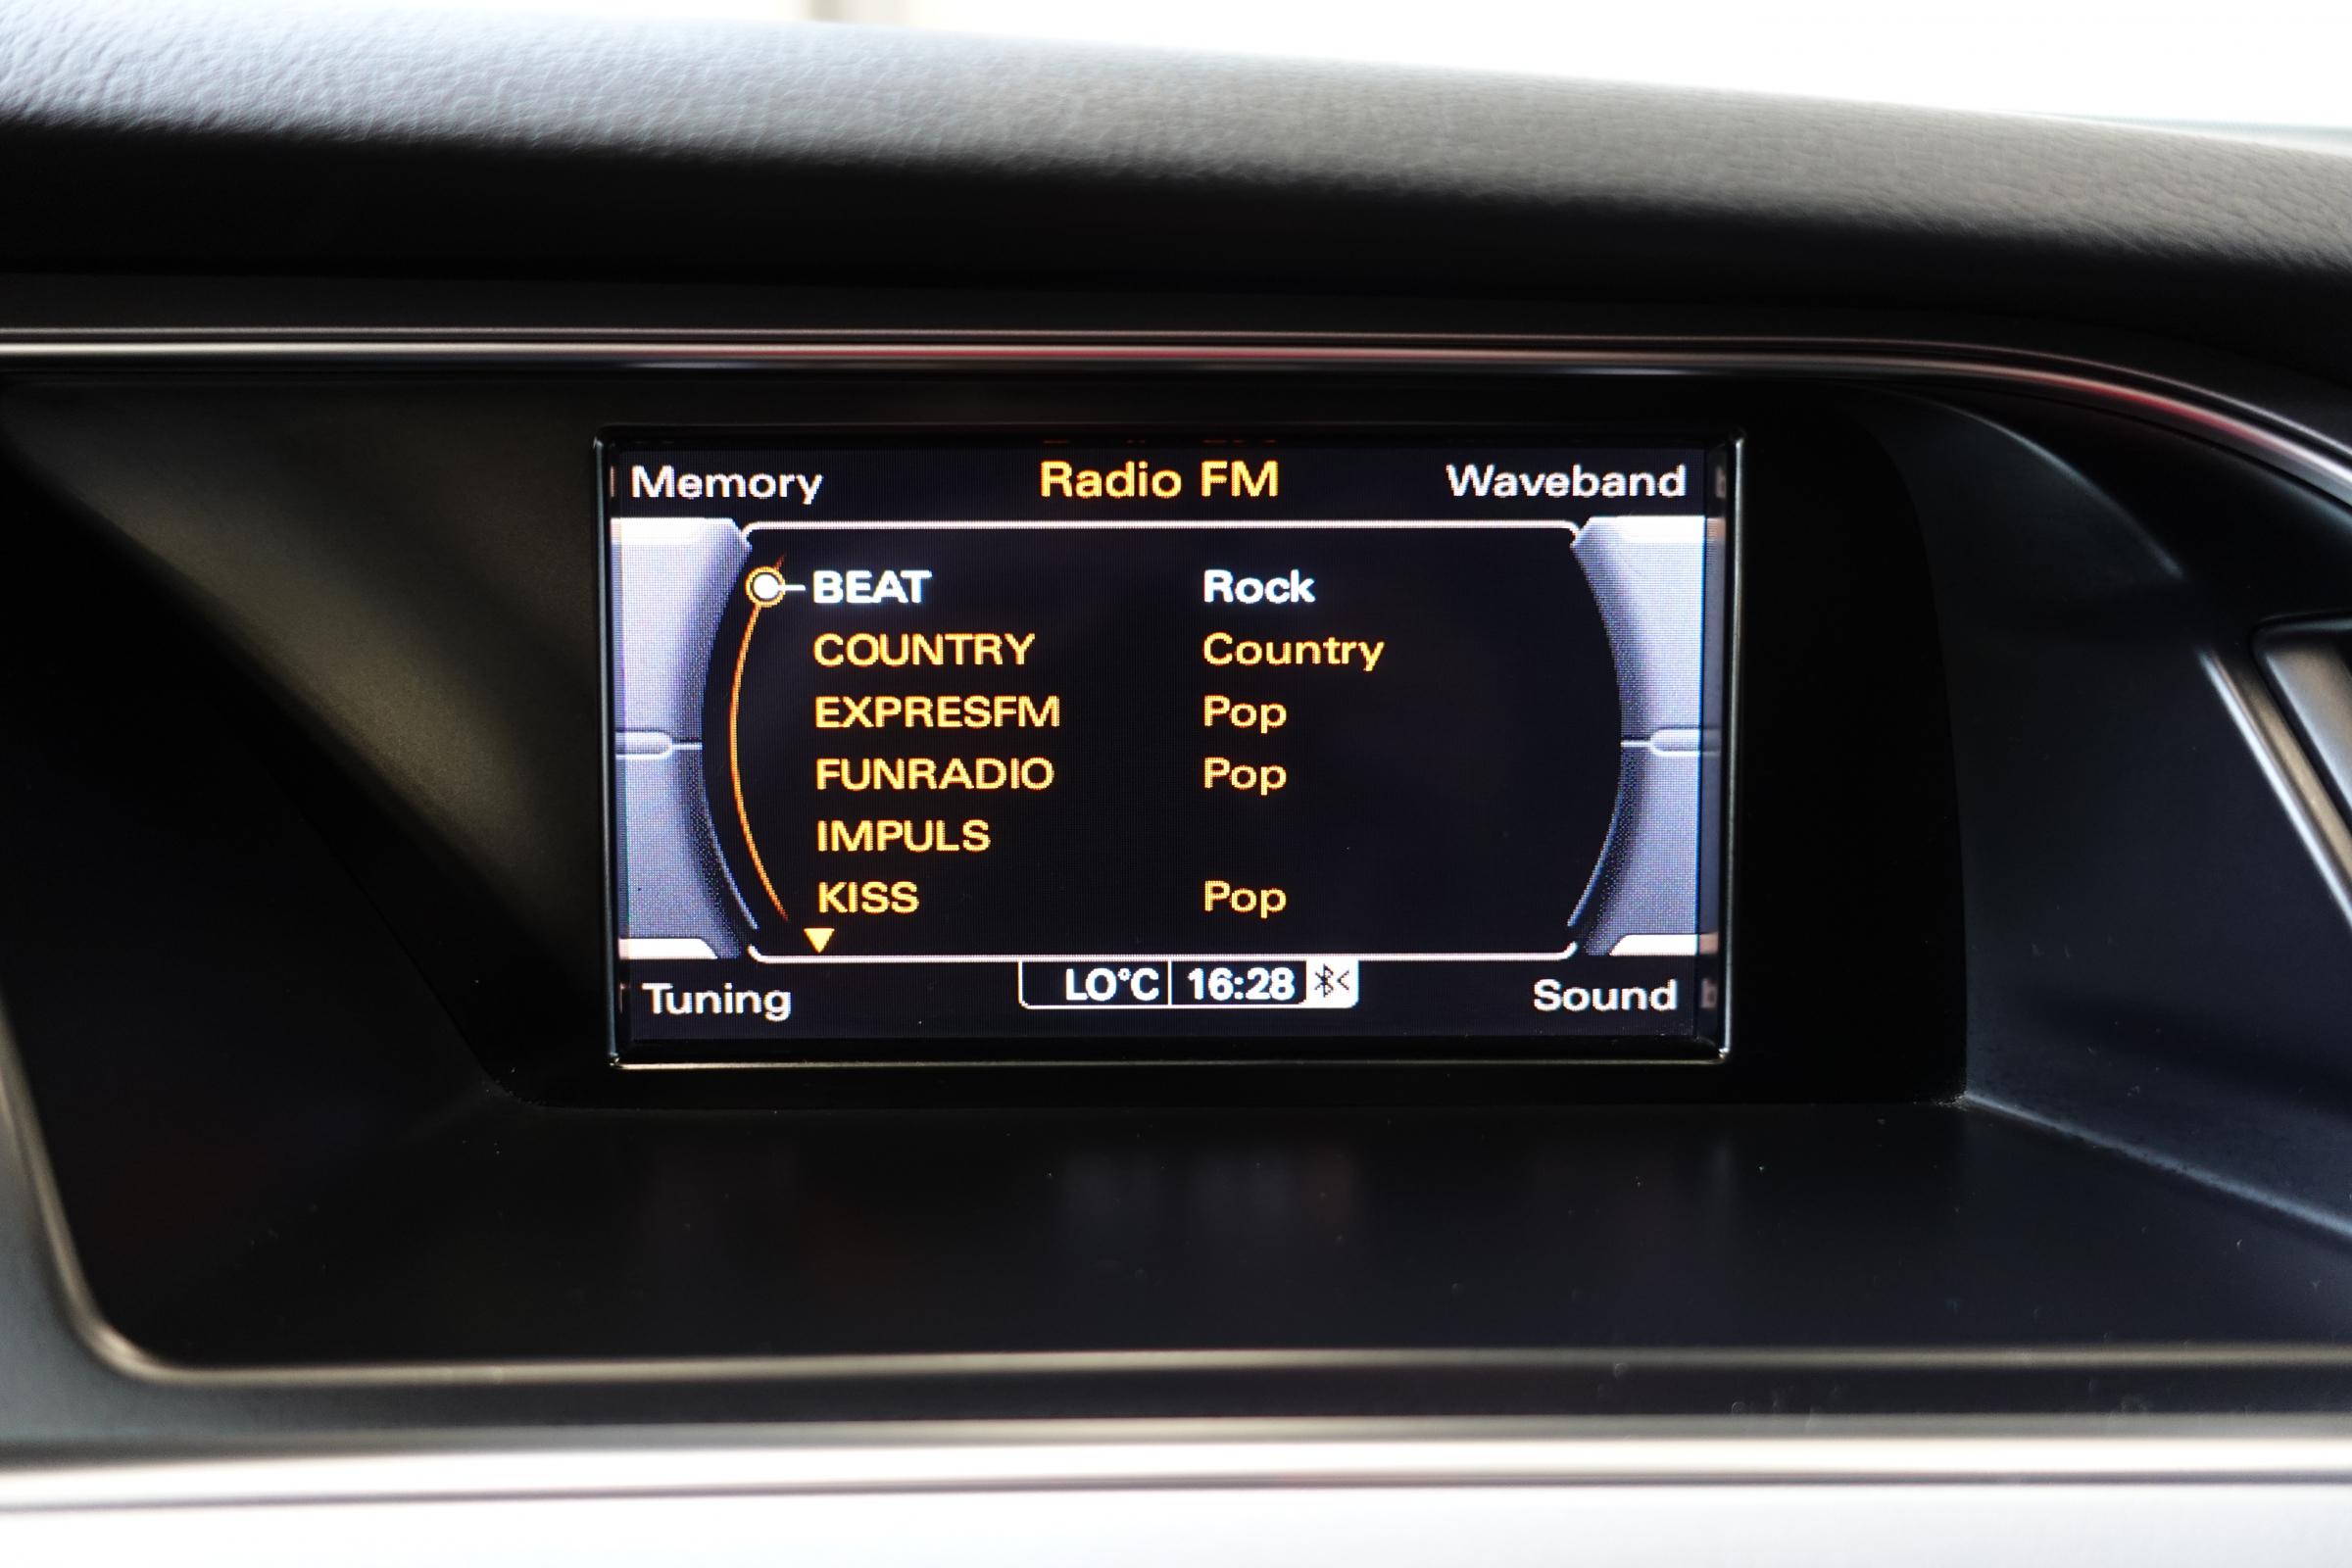 Memory Radio FM Waveband
BEAT Rock
COUNTRY Country
EXPRESFM Pop
FUNRADIO Pop
IMPULS
KISS Pop
LO°C 16:28
Tuning Sound